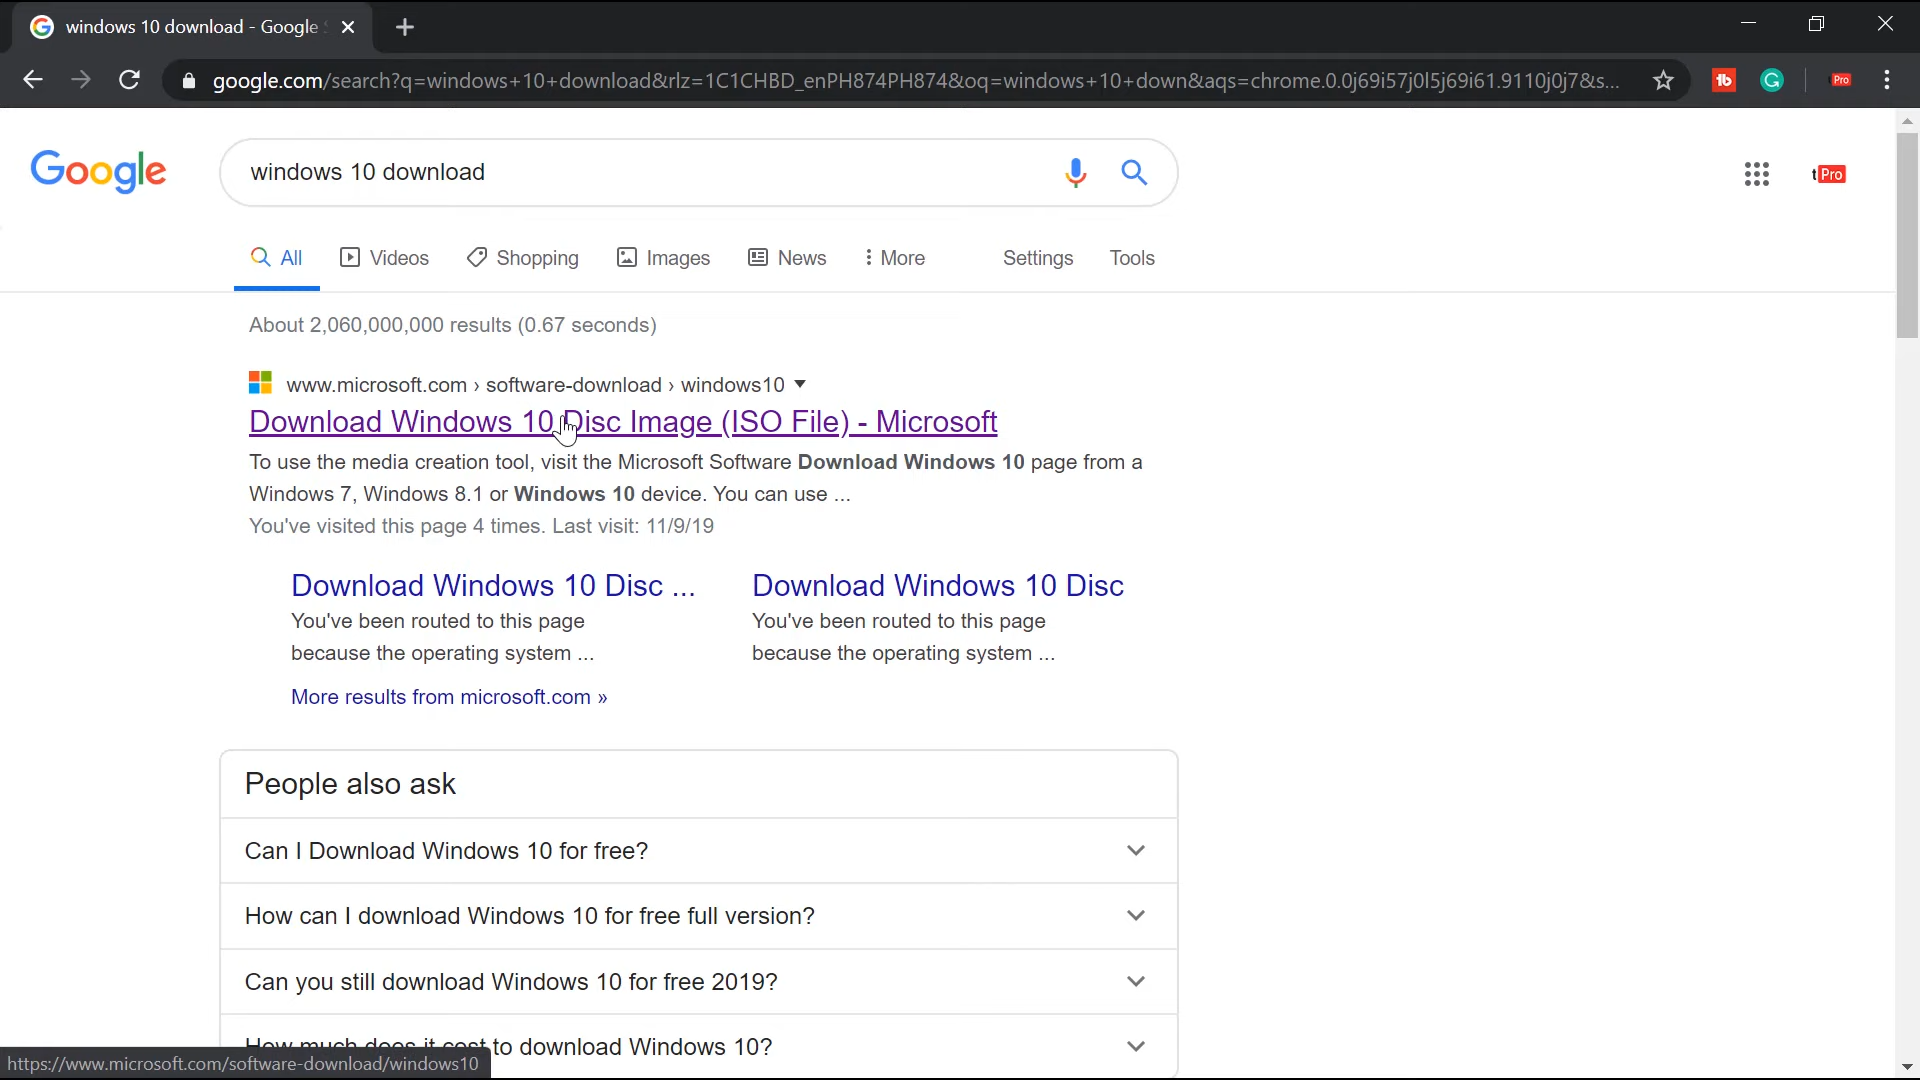 windows 10 download - Google
google.com/search?q=windows+10+download&rlz=1C1CHBD_enPH874PH874&oq=windows+10+down&aqs=chrome.0.0j69i57j0l5j69i61.9110j0j7&s...
Pro
Google
windows 10 download
tPro
All Videos Shopping Images News More Settings Tools
About 2,060,000,000 results (0.67 seconds)
www.microsoft.com › software-download › windows10
Download Windows 10 Disc Image (ISO File) - Microsoft
To use the media creation tool, visit the Microsoft Software Download Windows 10 page from a
Windows 7, Windows 8.1 or Windows 10 device. You can use ...
You've visited this page 4 times. Last visit: 11/9/19
Download Windows 10 Disc ...
You've been routed to this page
because the operating system ...
Download Windows 10 Disc
You've been routed to this page
because the operating system ...
More results from microsoft.com »
People also ask
Can I Download Windows 10 for free?
How can I download Windows 10 for free full version?
Can you still download Windows 10 for free 2019?
How much does it cost to download Windows 10?
https://www.microsoft.com/software-download/windows10